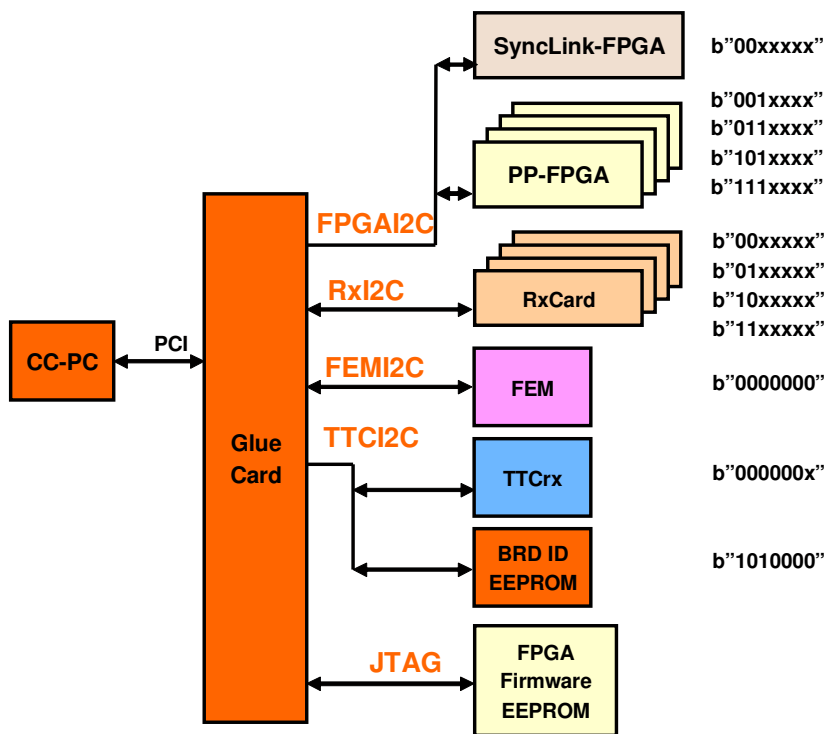 SyncLink-FPGA
b”00xxxxx”
b”001xxxx”
b”011xxxx”
b”101xxxx”
b”111xxxx”
PP-FPGA
FPGAI2C
b”00xxxxx”
b”01xxxxx”
b”10xxxxx”
b”11xxxxx”
RxI2C
RxCard
CC-PC
PCI
FEMI2C
FEM
b”0000000”
Glue
Card
TTCI2C
TTCrx
b”000000x”
BRD ID
EEPROM
b”1010000”
JTAG
FPGA
Firmware
EEPROM